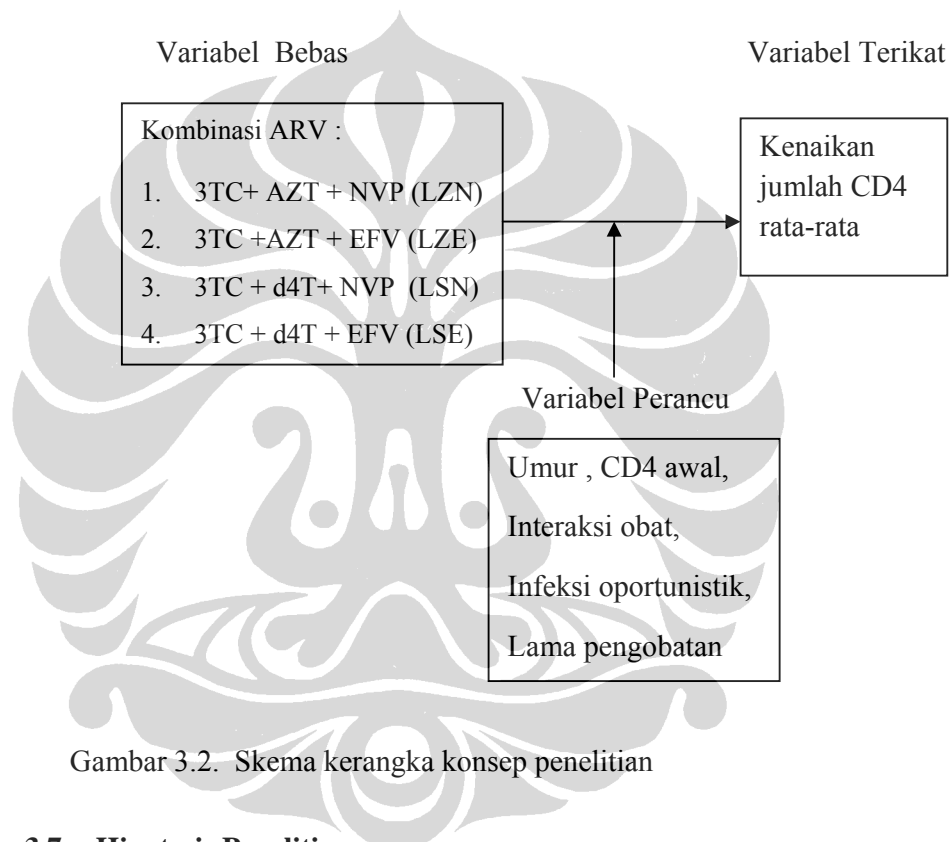 Variabel Bebas
Variabel Terikat
Kombinasi ARV :
1. 3TC+ AZT + NVP (LZN)
2. 3TC +AZT + EFV (LZE)
3. 3TC + d4T+ NVP (LSN)
4. 3TC + d4T + EFV (LSE)
Kenaikan
jumlah CD4
rata-rata
Variabel Perancu
Umur , CD4 awal,
Interaksi obat,
Infeksi oportunistik,
Lama pengobatan
Gambar 3.2. Skema kerangka konsep penelitian